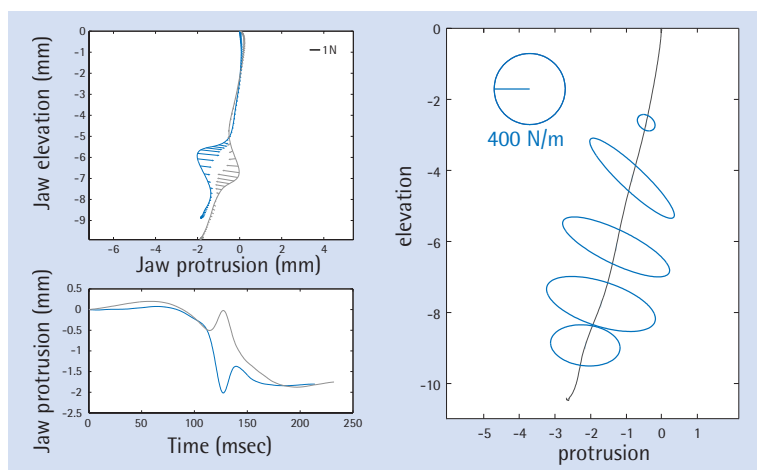 0
-1
-2
-3
-4
-5
-6
-7
-8
-9
Jaw elevation (mm)
1N
-6 -4 -2 0 2 4
Jaw protrusion (mm)
0.5
0
-0.5
-1
-1.5
-2
-2.5
Jaw protrusion (mm)
0 50 100 150 200 250
Time (msec)
0
-2
-4
-6
-8
-10
elevation
400 N/m
-5 -4 -3 -2 -1 0 1
protrusion